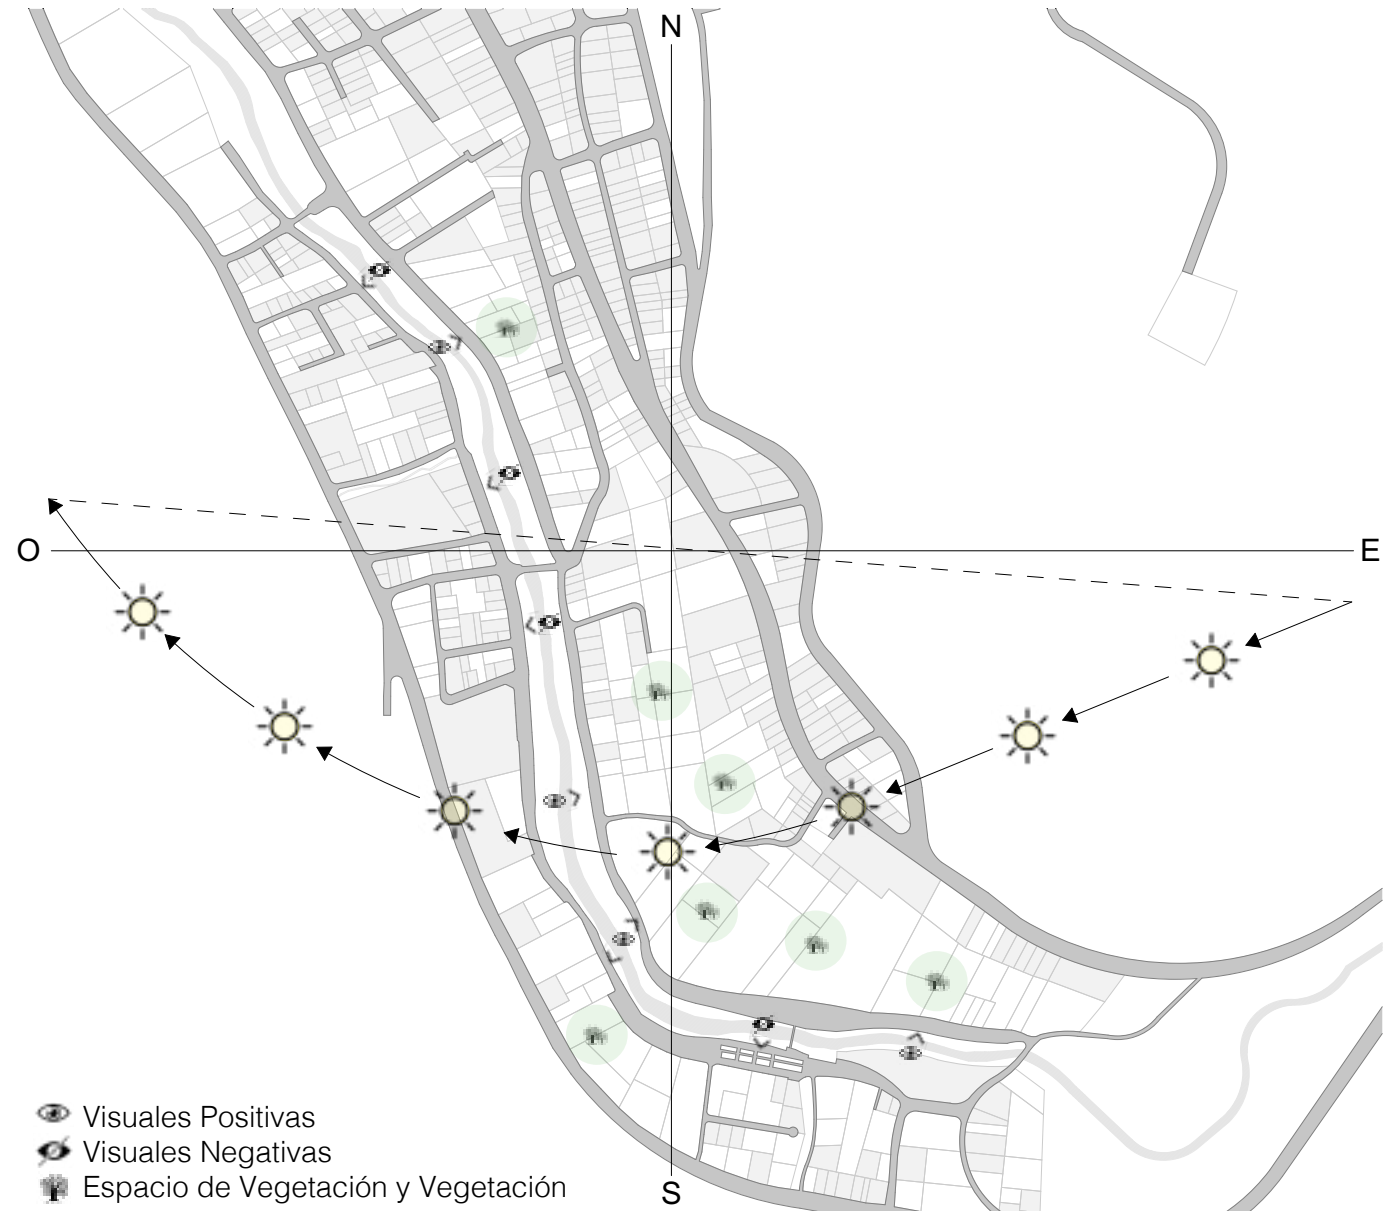 N
O
E
Visuales Positivas
Visuales Negativas
Espacio de Vegetación y Vegetación
S